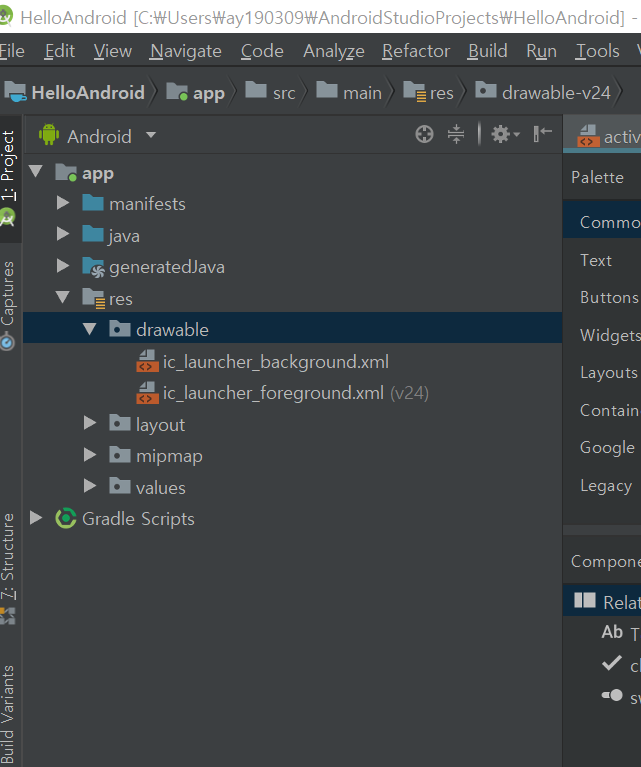 HelloAndroid [C:₩Users₩ay190309₩AndroidStudioProjects₩HelloAndroid] -
File Edit View Navigate Code Analyze Refactor Build Run Tools
HelloAndroid app src main res drawable-v24
1: Project
Captures
7: Structure
Build Variants
Android
app
manifests
java
generatedJava
res
drawable
ic_launcher_background.xml
ic_launcher_foreground.xml (v24)
layout
mipmap
values
Gradle Scripts
activ
Palette
Commo
Text
Buttons
Widgets
Layouts
Contain
Google
Legacy
Compone
Relat
Ab T
cl
sv